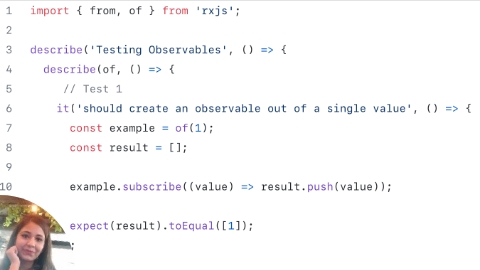 1 import { from, of } from 'rxjs';
2
3 describe('Testing Observables', () => {
4 describe(of, () => {
5 // Test 1
6 it('should create an observable out of a single value', () => {
7 const example = of(1);
8 const result = [];
9
10 example.subscribe((value) => result.push(value));
expect(result).toEqual([1]);
;